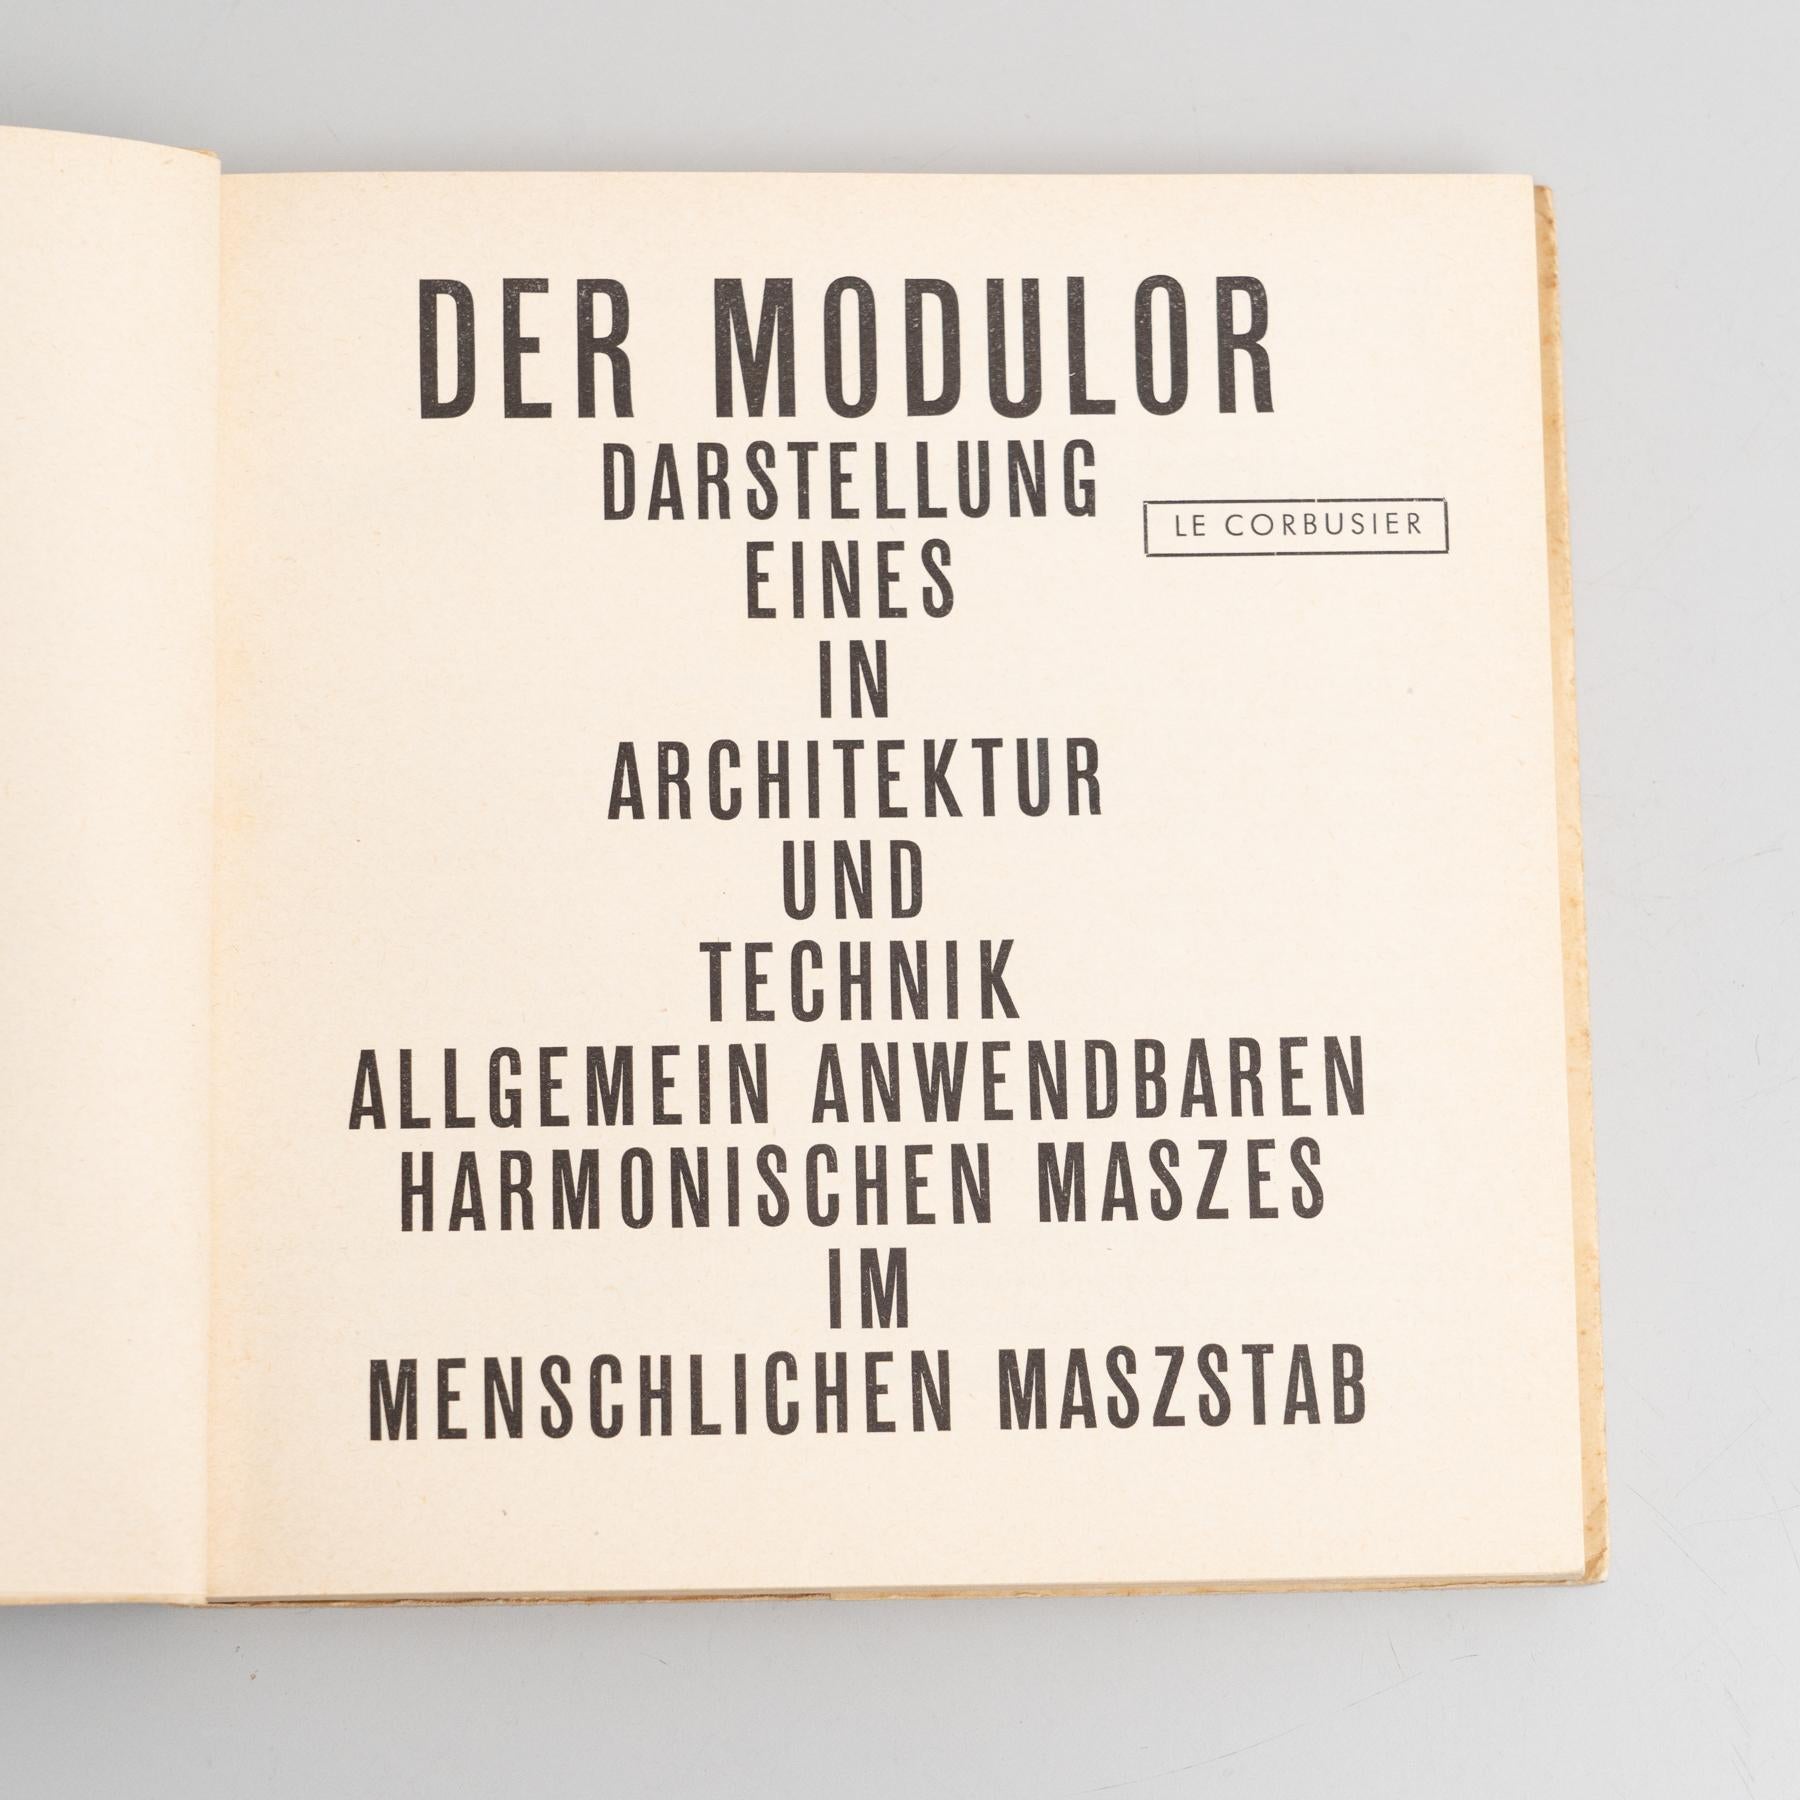 DER MODULOR
DARSTELLUNG
LE CORBUSIER
EINES
IN
ARCHITEKTUR
UND
TECHNIK
ALLGEMEIN ANWENDBAREN
HARMONISCHEN MASZES
IM
MENSCHLICHEN MASZSTAB